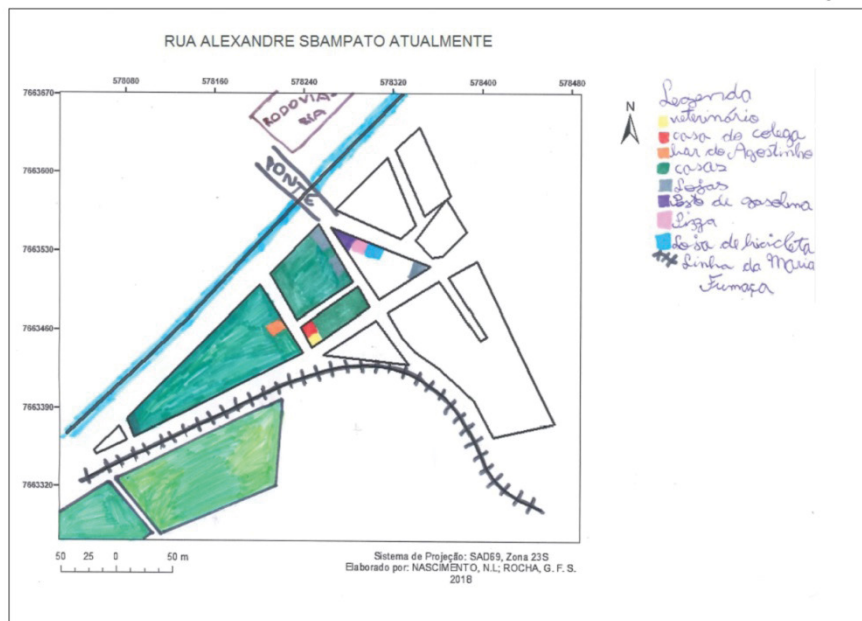 RUA ALEXANDRE SBAMPATO ATUALMENTE
578080 578160 578240 578320 578400 578480
7663670
7663600
7663530
7663460
7663390
7663320
RODOVIA-
RIA
PONTE
N
Legenda
veterinário
casa do colega
bar do Agostinho
casas
Lojas
Posto de gasolina
Loja de bicicleta
Linha da Maria
Fumaça
50 25 0 50 m
Sistema de Projeção: SAD69, Zona 23S
Elaborado por: NASCIMENTO, N.L; ROCHA, G. F. S.
2018